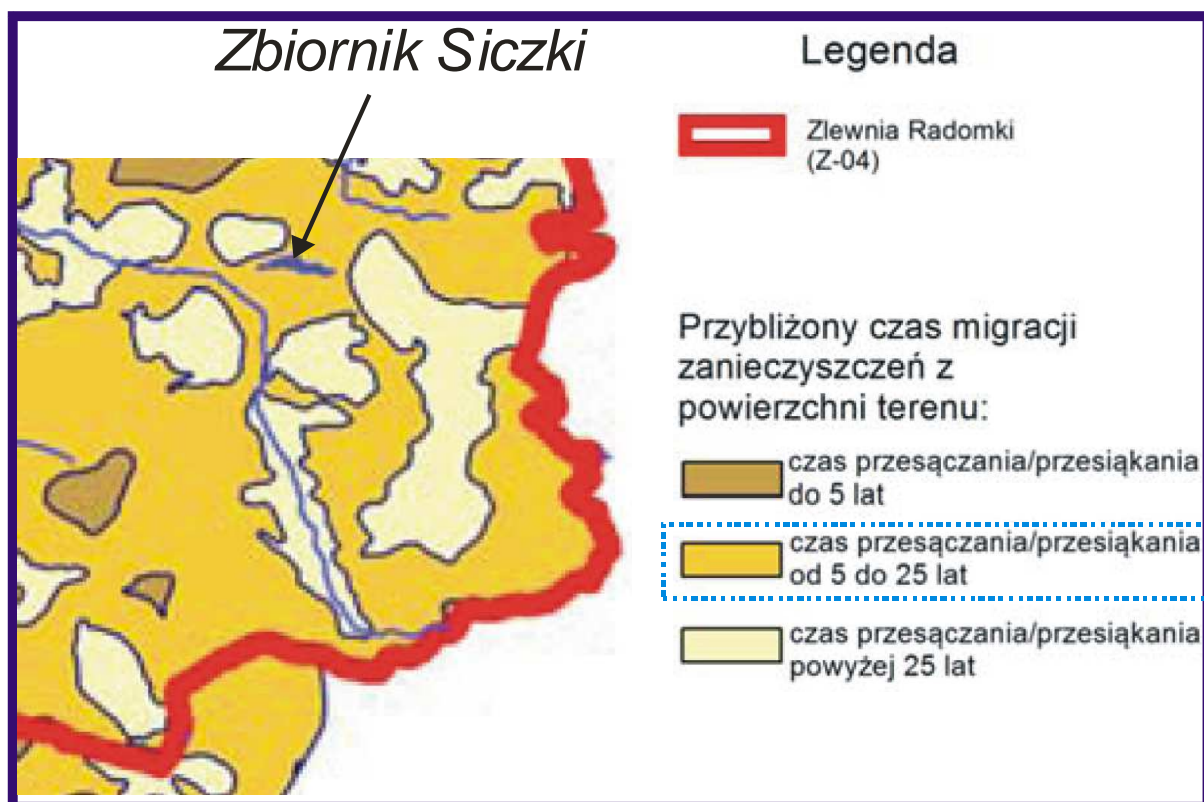 Zbiornik Siczki
Legenda
Zlewnia Radomki
(Z-04)
Przybliżony czas migracji
zanieczyszczeń z
powierzchni terenu:
czas przesączania/przesiąkania
do 5 lat
czas przesączania/przesiąkania
od 5 do 25 lat
czas przesączania/przesiąkania
powyżej 25 lat